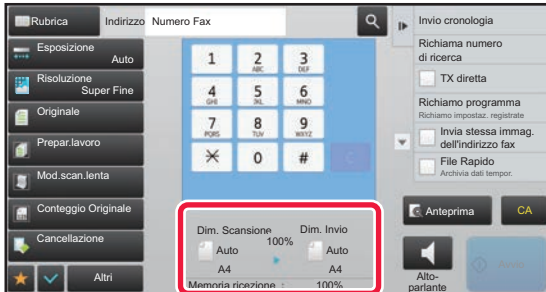 Rubrica
Indirizzo
Numero Fax
Esposizione
Auto
Risoluzione
Super Fine
Originale
Prepar.lavoro
Mod.scan.lenta
Conteggio Originale
Cancellazione
Altri
1
2 ABC
3 DEF
4 GHI
5 JKL
6 MNO
7 PQRS
8 TUV
9 WXYZ
0
#
C
Dim. Scansione
Auto
A4
100%
Dim. Invio
Auto
A4
Memoria ricezione : 100%
Invio cronologia
Richiama numero
di ricerca
TX diretta
Richiamo programma
Richiamo impostaz. registrate
Invia stessa immag.
dell'indirizzo fax
File Rapido
Archivia dati tempor.
Anteprima
CA
Alto-
parlante